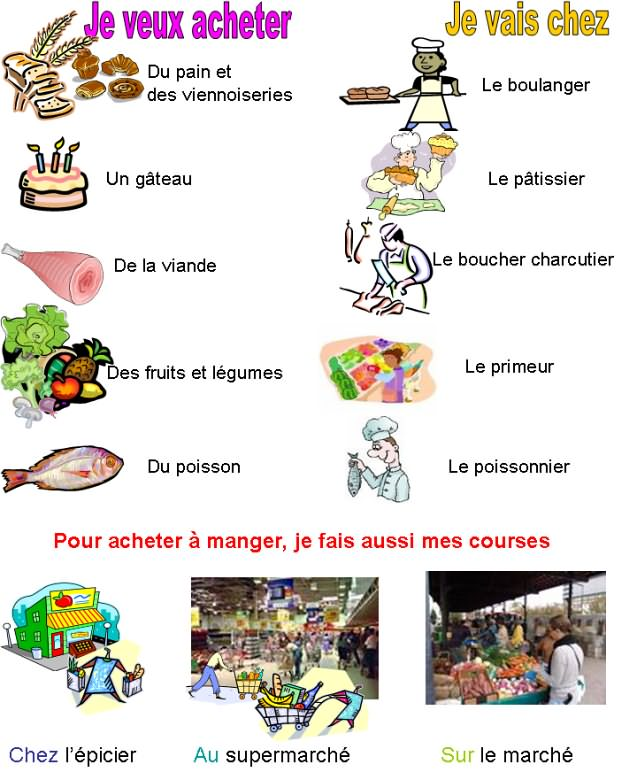 Je veux acheter
Je vais chez
Du pain et
des viennoiseries
Le boulanger
Un gâteau
Le pâtissier
De la viande
Le boucher charcutier
Des fruits et légumes
Le primeur
Du poisson
Le poissonnier
Pour acheter à manger, je fais aussi mes courses
Chez l'épicier
Au supermarché
Sur le marché